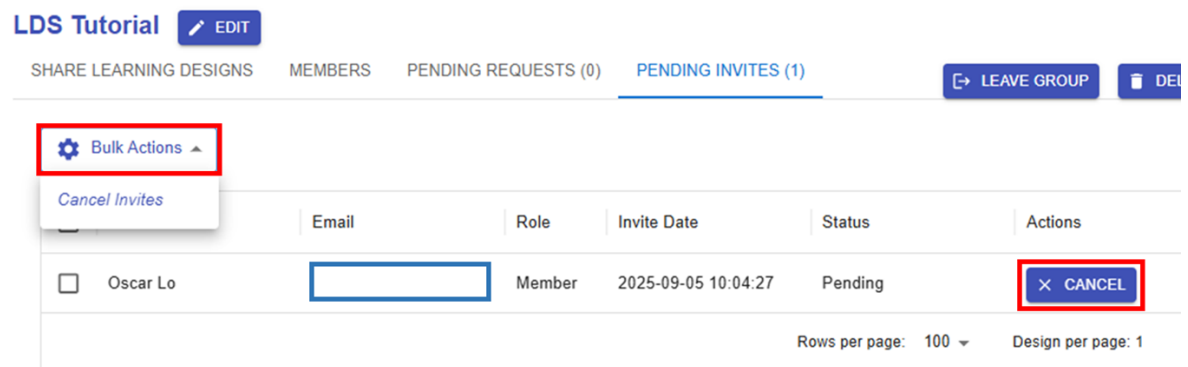 LDS Tutorial EDIT
SHARE LEARNING DESIGNS MEMBERS PENDING REQUESTS (0) PENDING INVITES (1)
LEAVE GROUP
Bulk Actions
Cancel Invites
Email Role Invite Date Status Actions
Oscar Lo Member 2025-09-05 10:04:27 Pending CANCEL
Rows per page: 100 Design per page: 1